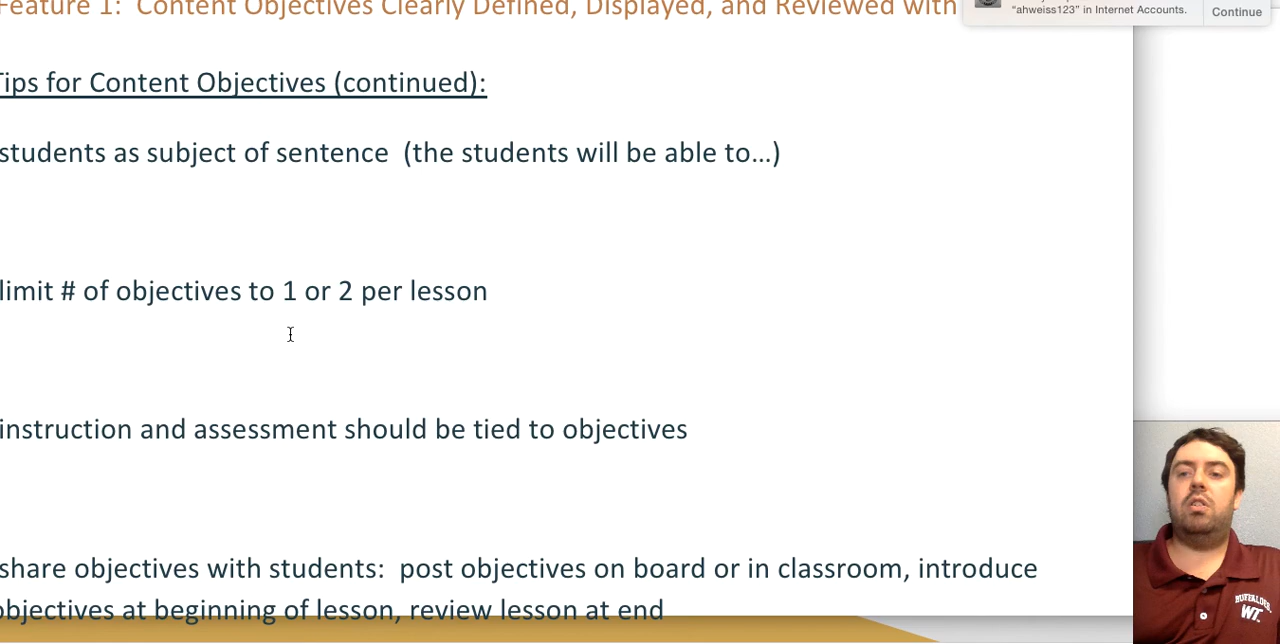 Feature 1: Content Objectives Clearly Defined, Displayed, and Reviewed with
"ahweiss123" in Internet Accounts.
Continue
Tips for Content Objectives (continued):
students as subject of sentence (the students will be able to...)
limit # of objectives to 1 or 2 per lesson
instruction and assessment should be tied to objectives
share objectives with students: post objectives on board or in classroom, introduce
objectives at beginning of lesson, review lesson at end
BUFFALOES
WT